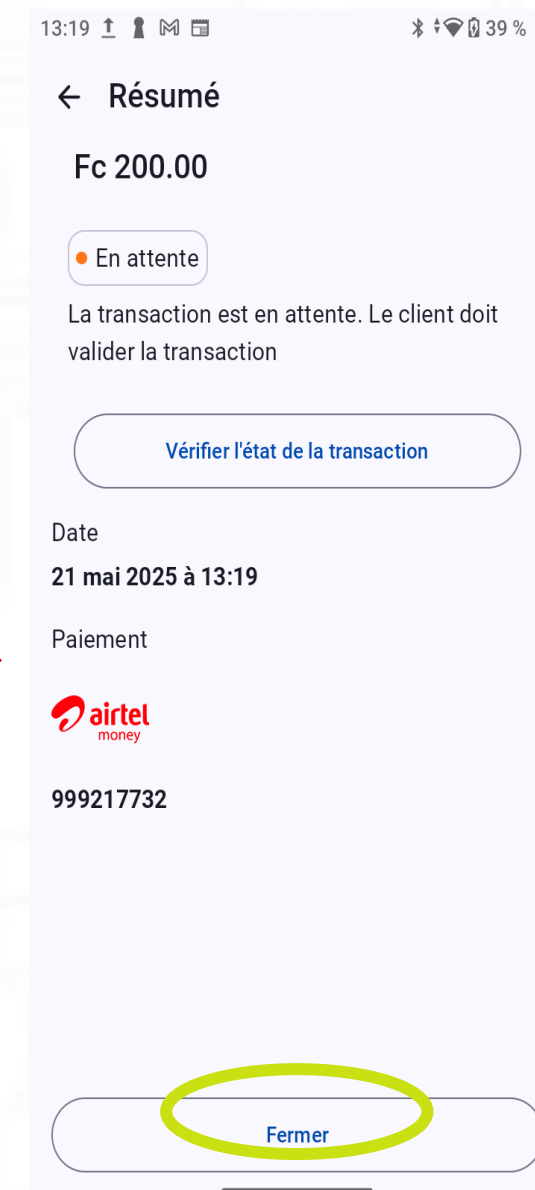 13:19 39 %
Résumé
Fc 200.00
En attente
La transaction est en attente. Le client doit
valider la transaction
Vérifier l'état de la transaction
Date
21 mai 2025 à 13:19
Paiement
airtel
money
999217732
Fermer